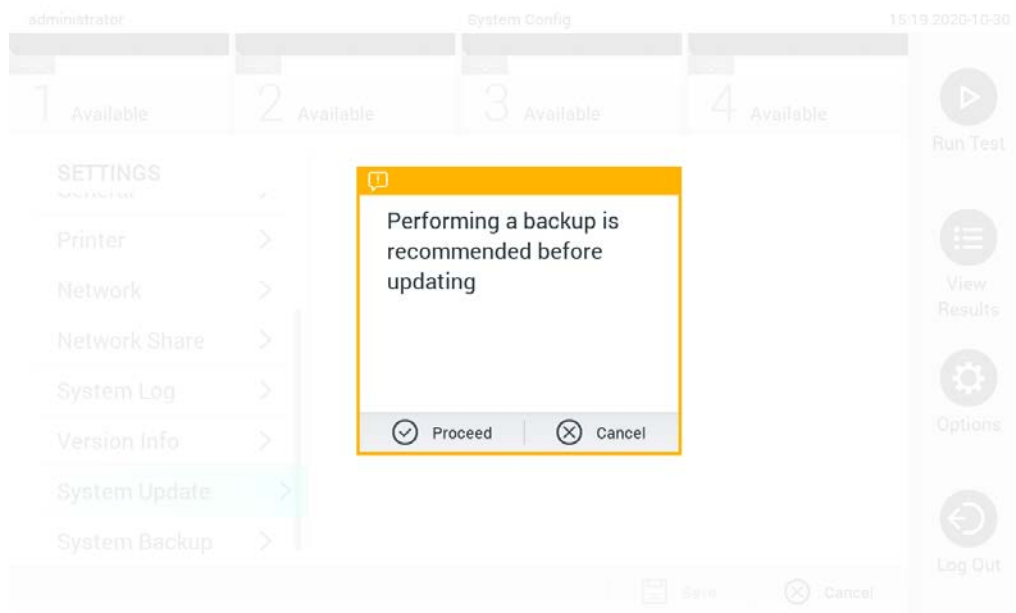 administrator
System Config
15:19 2020-10-30
1 Available
2 Available
3 Available
4 Available
Run Test
SETTINGS
General
Printer
Network
Network Share
System Log
Version Info
System Update
System Backup
Performing a backup is
recommended before
updating
Proceed
Cancel
View
Results
Options
Log Out
Save
Cancel